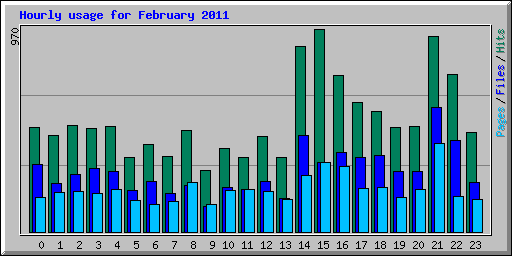 Hourly usage for February 2011
970
Pages / Files / Hits
0 1 2 3 4 5 6 7 8 9 10 11 12 13 14 15 16 17 18 19 20 21 22 23